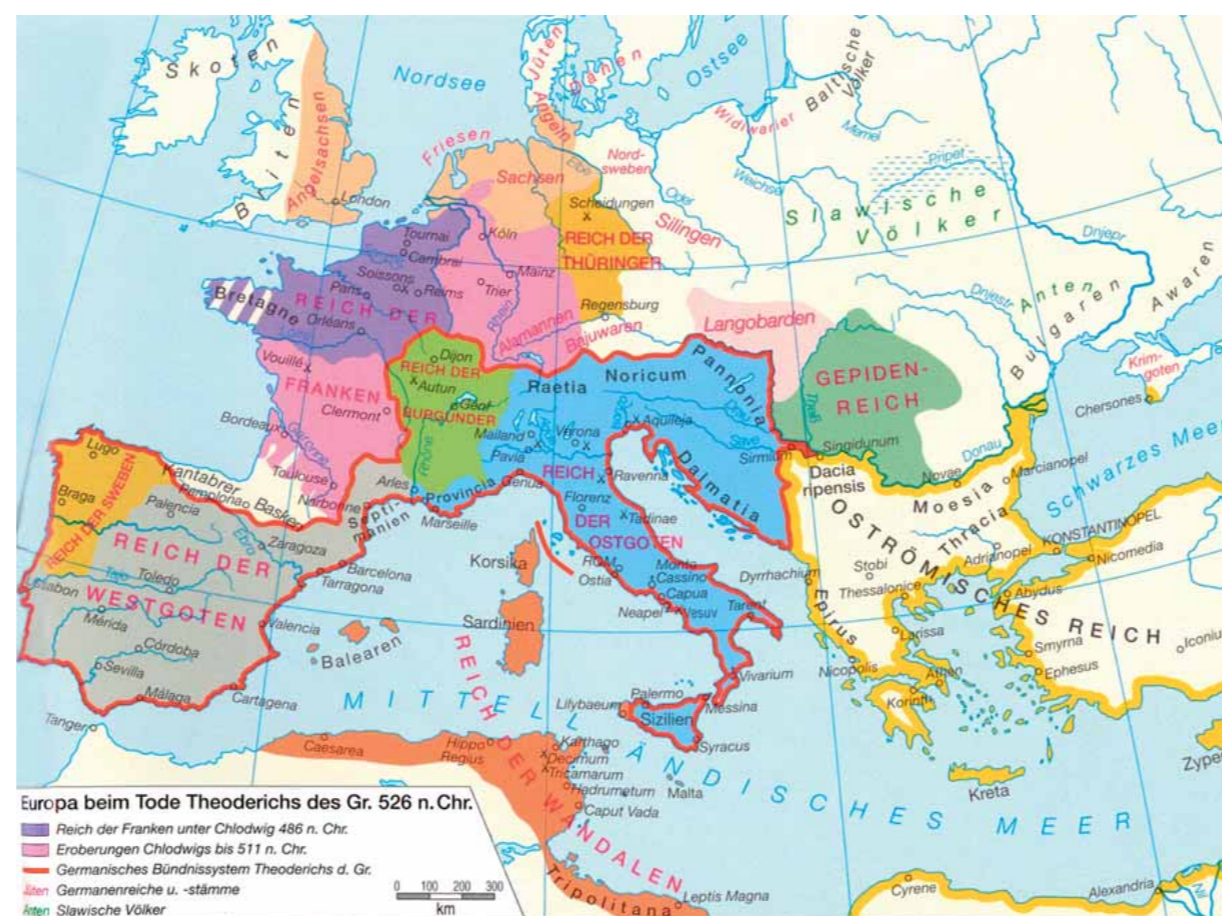 Skoten
Nordsee
Ostsee
Jüten
Angeln
Dänen
Widiwarier
Baltische
Völker
Memel
Briten
Angelsachsen
London
Friesen
Sachsen
Elbe
Nord-
sweben
Scheidungen
REICH DER
THÜRINGER
Oder
Weichsel
Silingen
Pripet
Slawische
Völker
Dnjepr
Dnjestr
Anten
Bulgaren
Awaren
Tournai
Cambrai
Soissons
Reims
Paris
Orléans
Bretagne
REICH DER
FRANKEN
Köln
Mainz
Trier
Rhein
Alamannen
Bajuwaren
Regensburg
Langobarden
GEPIDEN-
REICH
Theiß
Krim-
goten
Chersones
Vouillé
Clermont
Bordeaux
Garonne
Toulouse
Narbonne
REICH DER
BURGUNDER
Dijon
Autun
Genf
Rhône
Arles
Provincia
Marseille
Septi-
manien
Raetia
Noricum
Pannonia
Mailand
Verona
Pavia
Genua
Aquileja
Save
Sirmium
Singidunum
Dalmatia
Ravenna
REICH
DER
OSTGOTEN
Florenz
Tadinae
ROM
Ostia
Monte
Cassino
Capua
Neapel
Vesuv
Tarent
Vivarium
Messina
Palermo
Lilybaeum
Sizilien
Syracus
Korsika
Sardinien
Balearen
Lugo
Braga
REICH DER SWEBEN
Kantabrer
Basken
Pamplona
Palencia
Ebro
Zaragoza
REICH DER
WESTGOTEN
Barcelona
Tarragona
Tajo
Toledo
Lissabon
Mérida
Valencia
Córdoba
Sevilla
Málaga
Cartagena
Tanger
Dacia
ripensis
Novae
Donau
Marcianopel
Moesia
Thracia
Schwarzes Meer
OSTRÖMISCHES REICH
KONSTANTINOPEL
Adrianopel
Nicomedia
Stobi
Thessalonice
Abydus
Dyrrhachium
Epirus
Larissa
Nicopolis
Athen
Korinth
Smyrna
Ephesus
Iconiu
Kreta
Zype
MITTELLÄNDISCHES MEER
REICH DER WANDALEN
Caesarea
Hippo
Regius
Karthago
Decimum
Tricamarum
Hadrumetum
Caput Vada
Malta
Tripolitana
Leptis Magna
Cyrene
Alexandria
Nil
Europa beim Tode Theoderichs des Gr. 526 n. Chr.
Reich der Franken unter Chlodwig 486 n. Chr.
Eroberungen Chlodwigs bis 511 n. Chr.
Germanisches Bündnissystem Theoderichs d. Gr.
Jüten Germanenreiche u. -stämme
Anten Slawische Völker
0 100 200 300
km